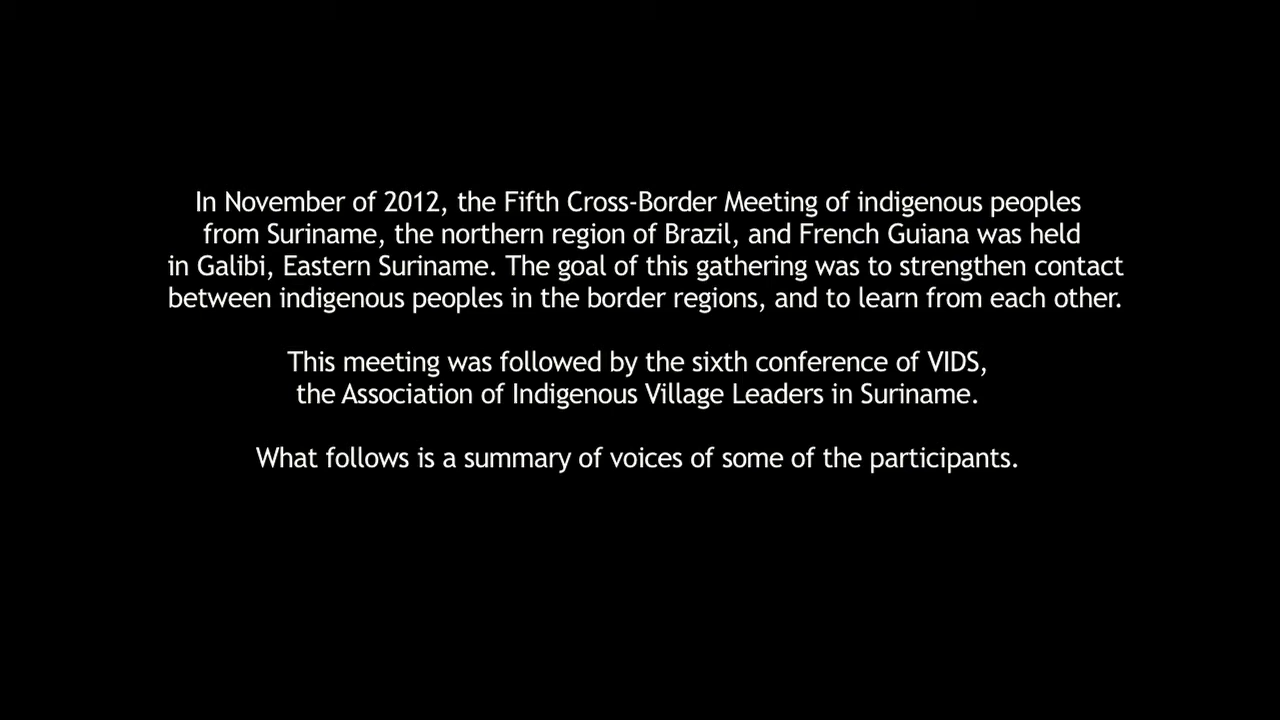 In November of 2012, the Fifth Cross-Border Meeting of indigenous peoples
from Suriname, the northern region of Brazil, and French Guiana was held
in Galibi, Eastern Suriname. The goal of this gathering was to strengthen contact
between indigenous peoples in the border regions, and to learn from each other.
This meeting was followed by the sixth conference of VIDS,
the Association of Indigenous Village Leaders in Suriname.
What follows is a summary of voices of some of the participants.